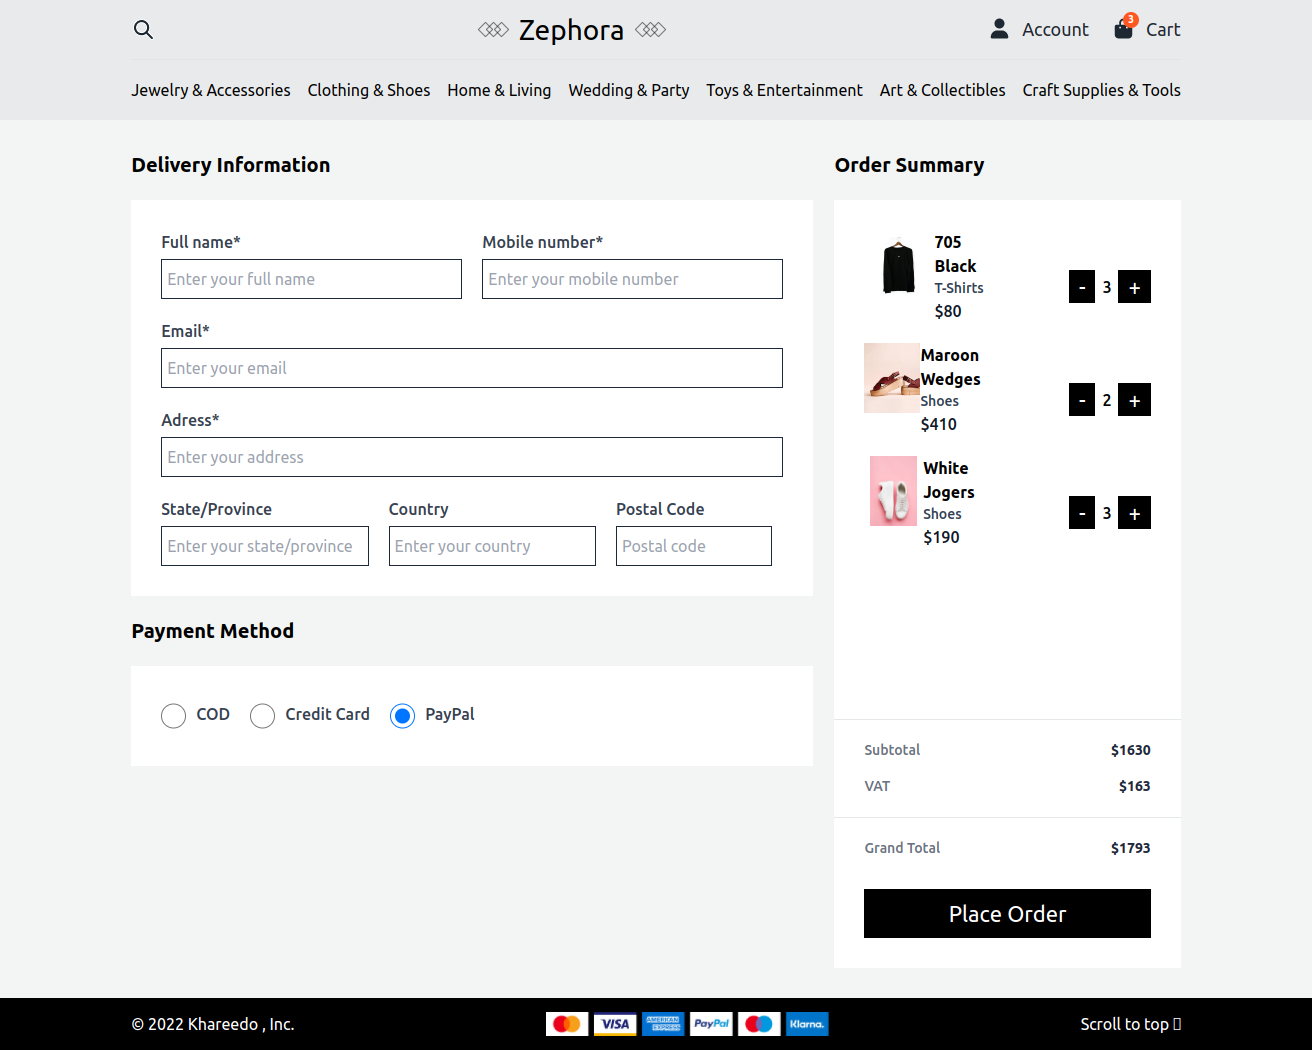 Zephora
Account
3
Cart
Jewelry & Accessories
Clothing & Shoes
Home & Living
Wedding & Party
Toys & Entertainment
Art & Collectibles
Craft Supplies & Tools
Delivery Information
Full name*
Mobile number*
Enter your full name
Enter your mobile number
Email*
Enter your email
Adress*
Enter your address
State/Province
Country
Postal Code
Enter your state/province
Enter your country
Postal code
Payment Method
COD
Credit Card
PayPal
Order Summary
705
Black
T-Shirts
$80
- 3 +
Maroon
Wedges
Shoes
$410
- 2 +
White
Jogers
Shoes
$190
- 3 +
Subtotal
$1630
VAT
$163
Grand Total
$1793
Place Order
© 2022 Khareedo , Inc.
VISA
AMERICAN
EXPRESS
PayPal
Klarna.
Scroll to top